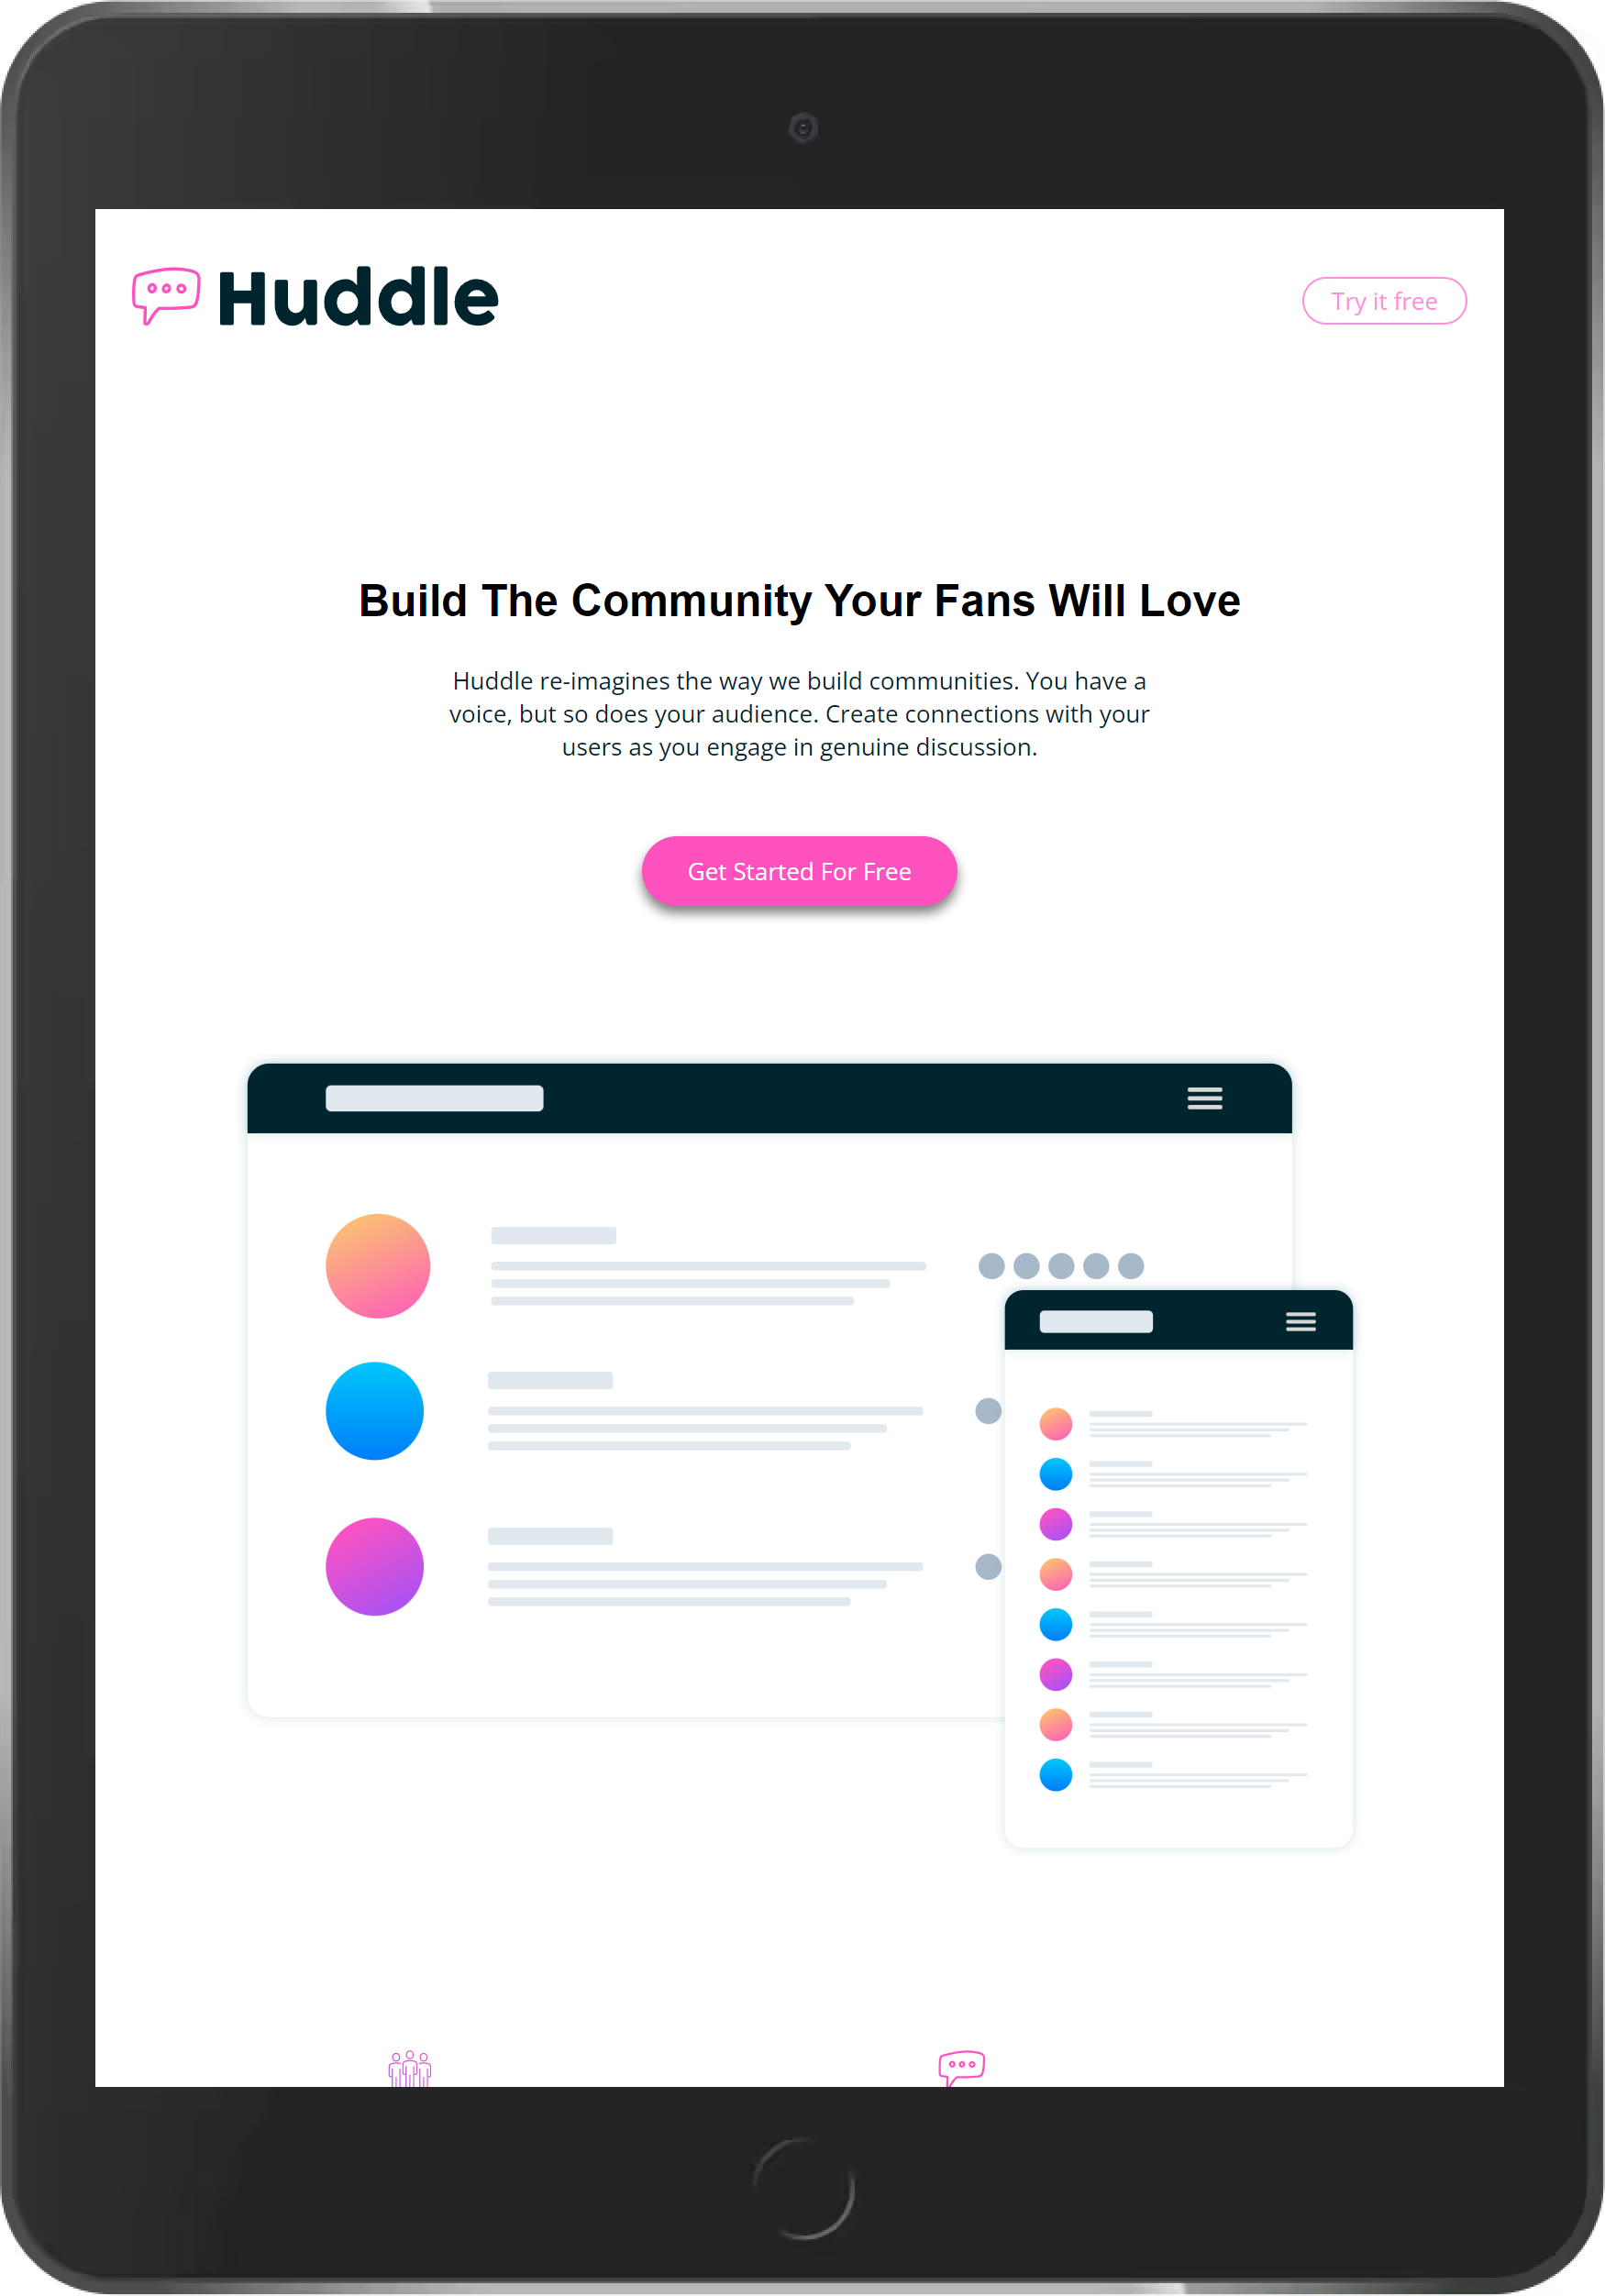 Huddle
Try it free
Build The Community Your Fans Will Love
Huddle re-imagines the way we build communities. You have a
voice, but so does your audience. Create connections with your
users as you engage in genuine discussion.
Get Started For Free